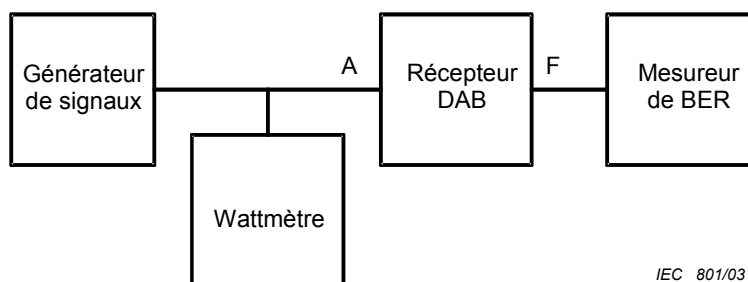 Générateur
de signaux
A
Récepteur
DAB
F
Mesureur
de BER
Wattmètre
IEC 801/03